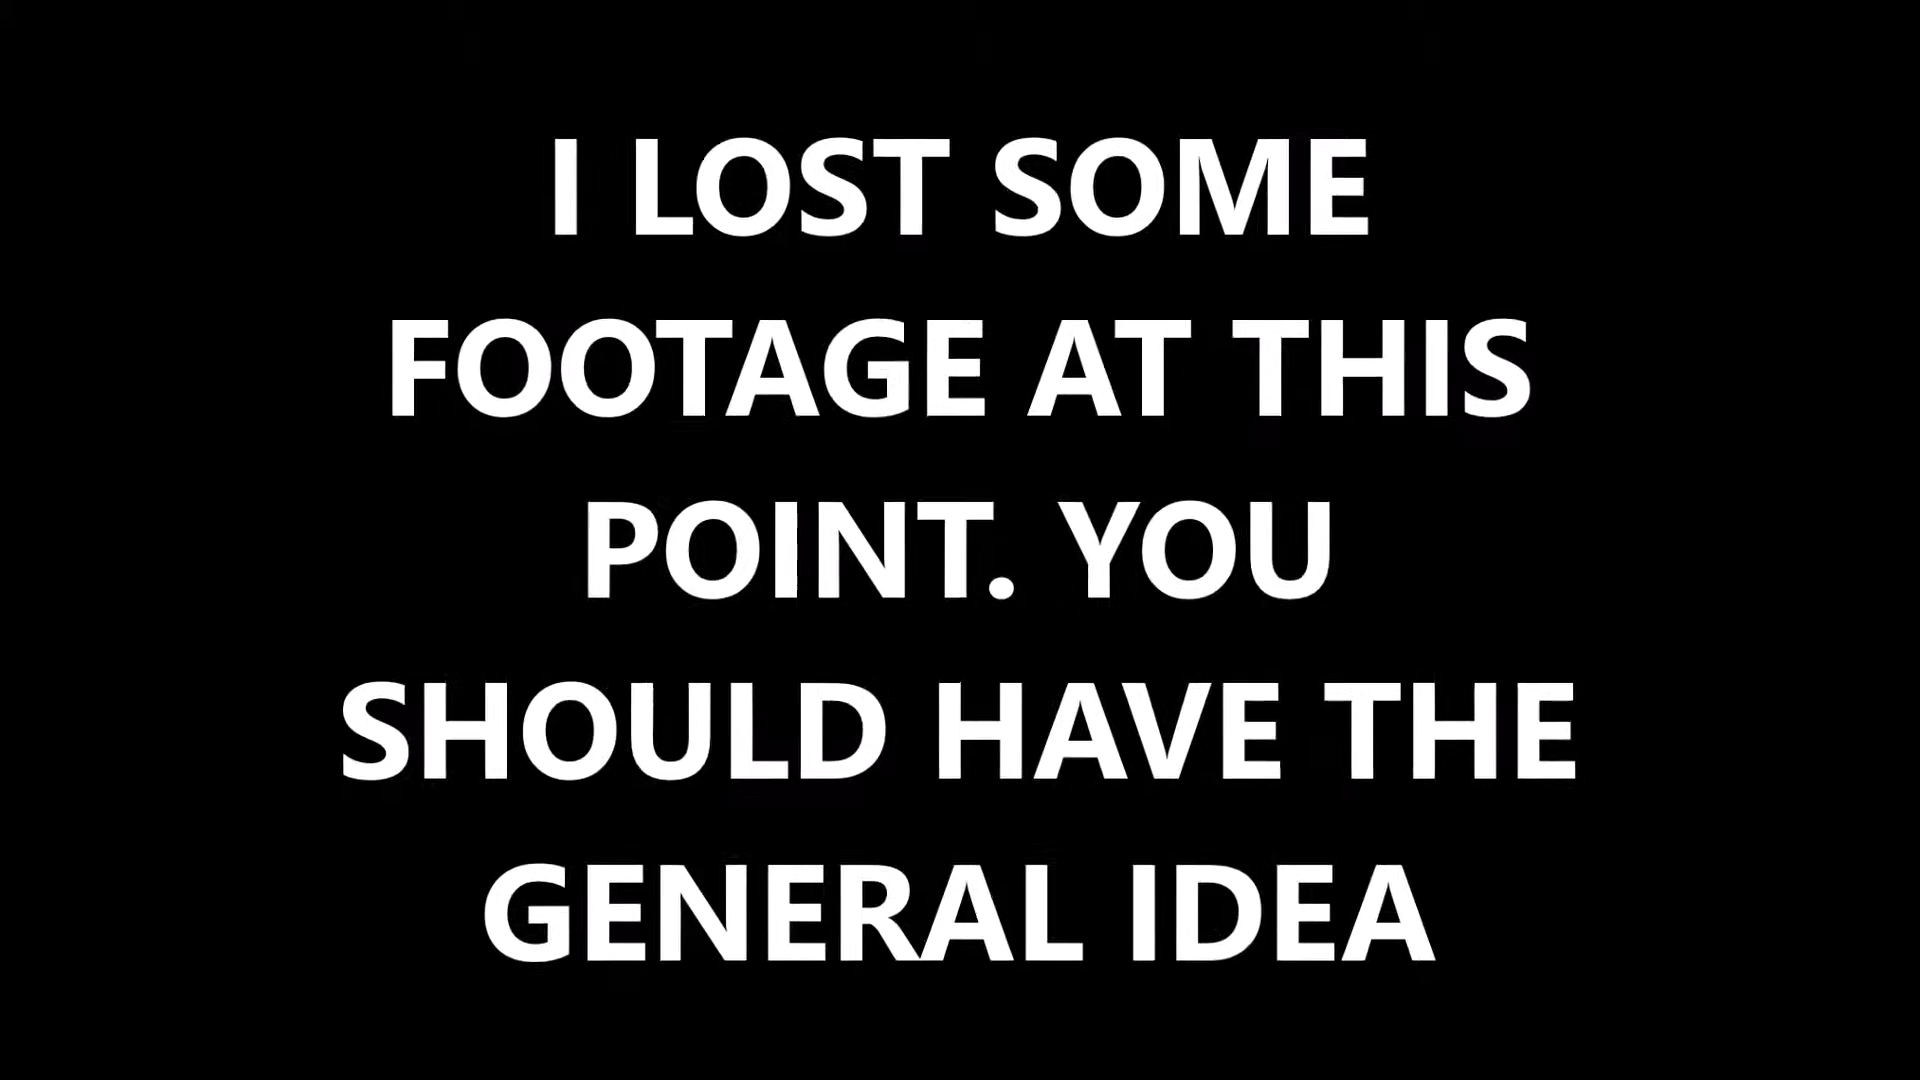 I LOST SOME
FOOTAGE AT THIS
POINT. YOU
SHOULD HAVE THE
GENERAL IDEA